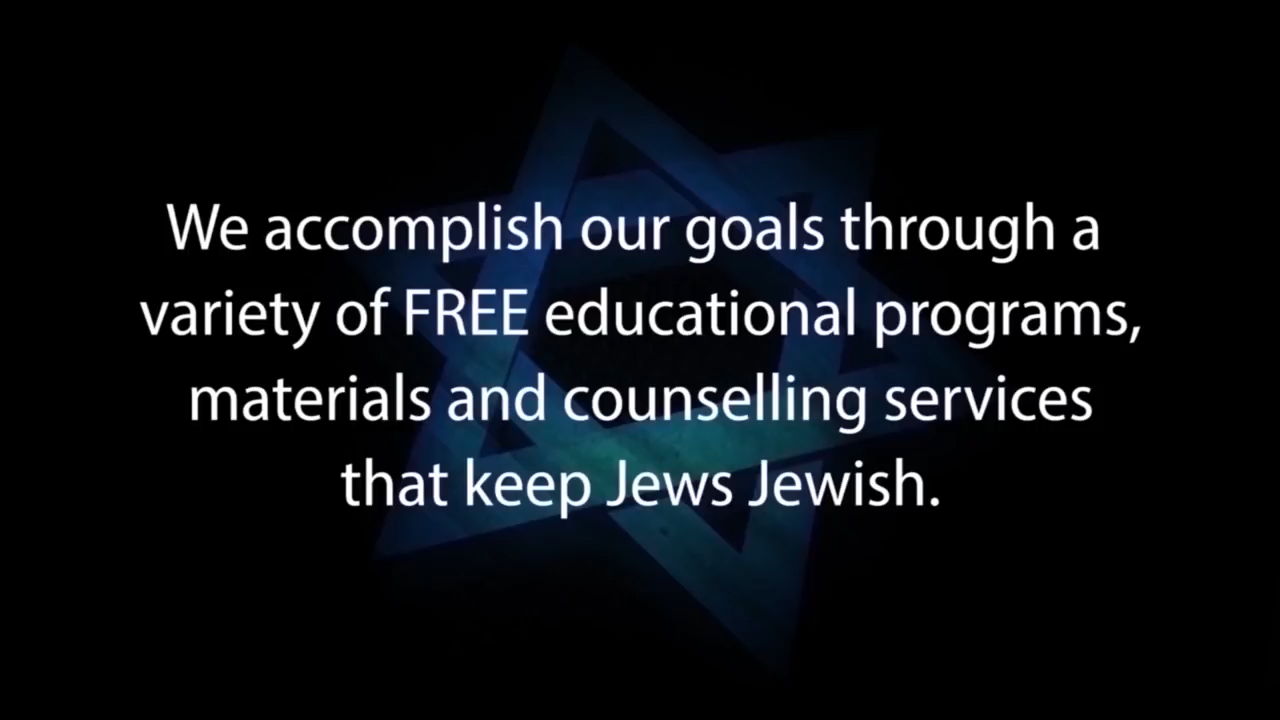 We accomplish our goals through a
variety of FREE educational programs,
materials and counselling services
that keep Jews Jewish.